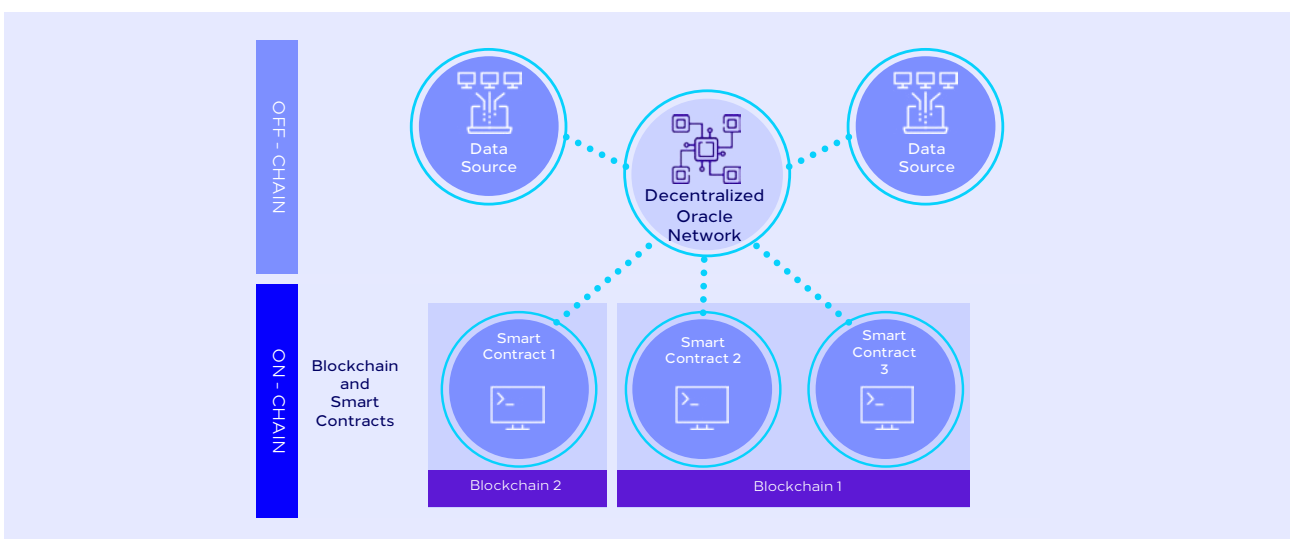 OFF - CHAIN
Data
Source
Decentralized
Oracle
Network
Data
Source
ON - CHAIN
Blockchain
and
Smart
Contracts
Smart
Contract 1
>_
Smart
Contract 2
>_
Smart
Contract
3
>_
Blockchain 2
Blockchain 1